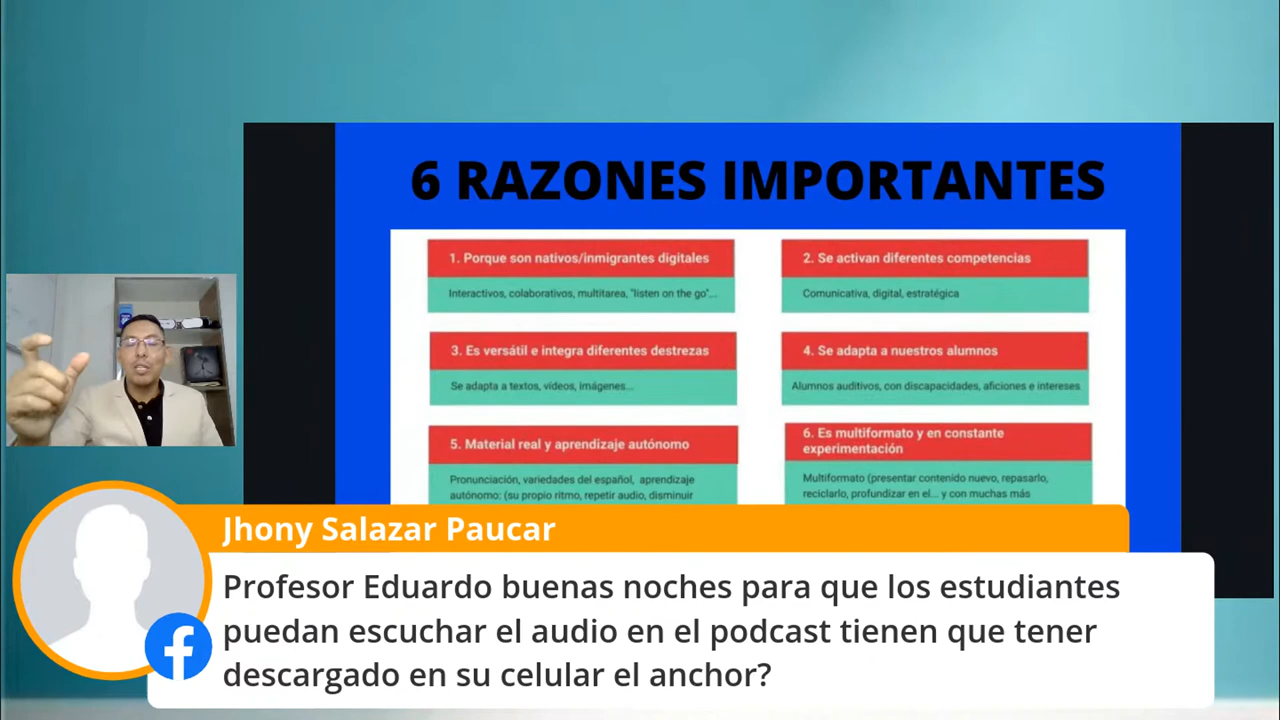 6 RAZONES IMPORTANTES
1. Porque son nativos/inmigrantes digitales
Interactivos, colaborativos, multitarea, "listen on the go"...
2. Se activan diferentes competencias
Comunicativa, digital, estratégica
3. Es versátil e integra diferentes destrezas
Se adapta a textos, vídeos, imágenes...
4. Se adapta a nuestros alumnos
Alumnos auditivos, con discapacidades, aficiones e intereses
5. Material real y aprendizaje autónomo
Pronunciación, variedades del español, aprendizaje
autónomo: (su propio ritmo, repetir audio, disminuir
6. Es multiformato y en constante
experimentación
Multiformato (presentar contenido nuevo, repasarlo,
reciclarlo, profundizar en el... y con muchas más
Jhony Salazar Paucar
Profesor Eduardo buenas noches para que los estudiantes
puedan escuchar el audio en el podcast tienen que tener
descargado en su celular el anchor?